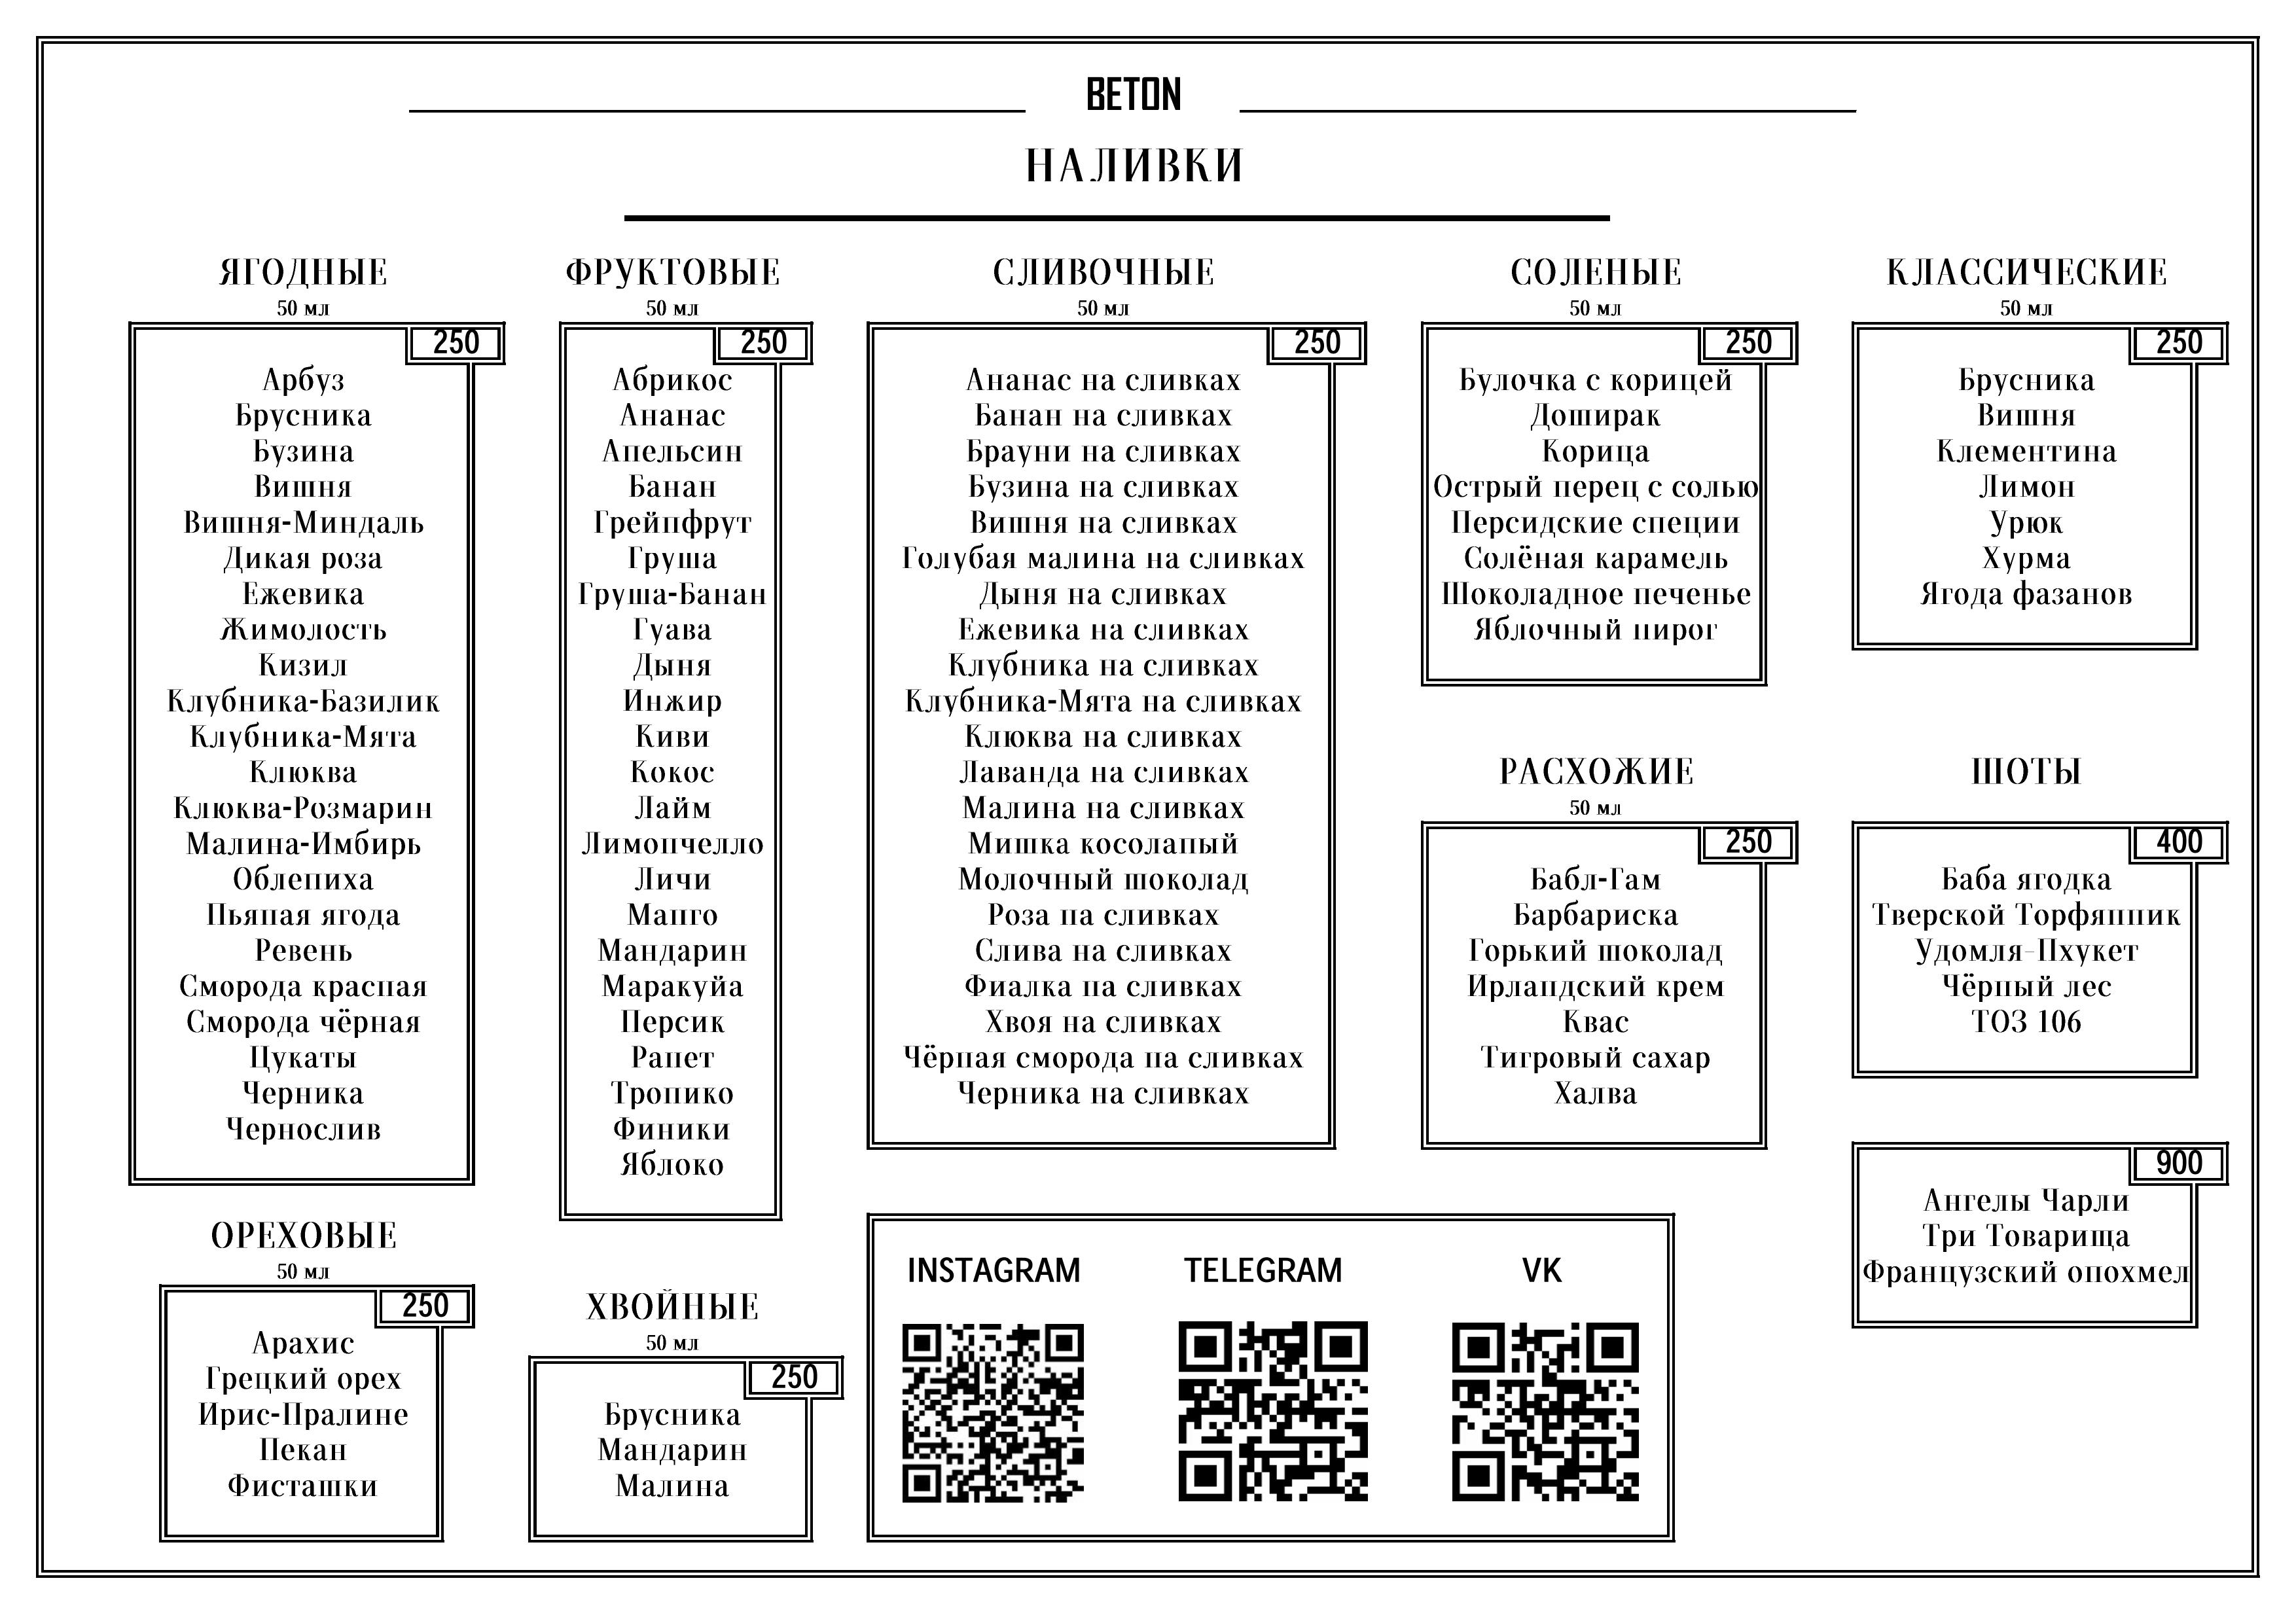 BETON
НАЛИВКИ
ЯГОДНЫЕ
50 мл
250
Арбуз
Брусника
Бузина
Вишня
Вишня-Миндаль
Дикая роза
Ежевика
Жимолость
Кизил
Клубника-Базилик
Клубника-Мята
Клюква
Клюква-Розмарин
Малина-Имбирь
Облепиха
Пьяная ягода
Ревень
Сморода красная
Сморода чёрная
Цукаты
Черника
Чернослив
ОРЕХОВЫЕ
50 мл
250
Арахис
Грецкий орех
Ирис-Пралине
Пекан
Фисташки
ФРУКТОВЫЕ
50 мл
250
Абрикос
Ананас
Апельсин
Банан
Грейпфрут
Груша
Груша-Банан
Гуава
Дыня
Инжир
Киви
Кокос
Лайм
Лимончелло
Личи
Манго
Мандарин
Маракуйа
Персик
Ранет
Тропико
Финики
Яблоко
ХВОЙНЫЕ
50 мл
250
Брусника
Мандарин
Малина
СЛИВОЧНЫЕ
50 мл
250
Ананас на сливках
Банан на сливках
Брауни на сливках
Бузина на сливках
Вишня на сливках
Голубая малина на сливках
Дыня на сливках
Ежевика на сливках
Клубника на сливках
Клубника-Мята на сливках
Клюква на сливках
Лаванда на сливках
Малина на сливках
Мишка косолапый
Молочный шоколад
Роза на сливках
Слива на сливках
Фиалка на сливках
Хвоя на сливках
Чёрная сморода на сливках
Черника на сливках
СОЛЕНЫЕ
50 мл
250
Булочка с корицей
Доширак
Корица
Острый перец с солью
Персидские специи
Солёная карамель
Шоколадное печенье
Яблочный пирог
РАСХОЖИЕ
50 мл
250
Бабл-Гам
Барбариска
Горький шоколад
Ирландский крем
Квас
Тигровый сахар
Халва
КЛАССИЧЕСКИЕ
50 мл
250
Брусника
Вишня
Клементина
Лимон
Урюк
Хурма
Ягода фазанов
ШОТЫ
400
Баба ягодка
Тверской Торфянник
Удомля-Пхукет
Чёрный лес
ТОЗ 106
900
Ангелы Чарли
Три Товарища
Французский опохмел
INSTAGRAM
TELEGRAM
VK